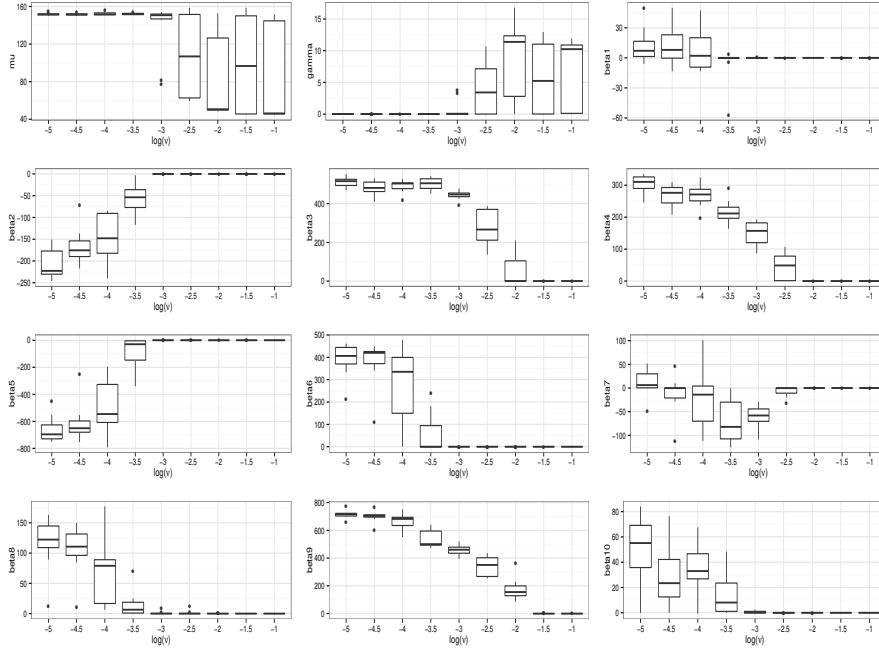 160
120
80
40
mu
−5 −4.5 −4 −3.5 −3 −2.5 −2 −1.5 −1
log(v)
15
10
5
0
gamma
−5 −4.5 −4 −3.5 −3 −2.5 −2 −1.5 −1
log(v)
30
0
−30
−60
beta1
−5 −4.5 −4 −3.5 −3 −2.5 −2 −1.5 −1
log(v)
0
−50
−100
−150
−200
−250
beta2
−5 −4.5 −4 −3.5 −3 −2.5 −2 −1.5 −1
log(v)
400
200
0
beta3
−5 −4.5 −4 −3.5 −3 −2.5 −2 −1.5 −1
log(v)
300
200
100
0
beta4
−5 −4.5 −4 −3.5 −3 −2.5 −2 −1.5 −1
log(v)
0
−200
−400
−600
−800
beta5
−5 −4.5 −4 −3.5 −3 −2.5 −2 −1.5 −1
log(v)
600
500
400
300
200
100
0
beta6
−5 −4.5 −4 −3.5 −3 −2.5 −2 −1.5 −1
log(v)
100
50
0
−50
−100
beta7
−5 −4.5 −4 −3.5 −3 −2.5 −2 −1.5 −1
log(v)
150
100
50
0
beta8
−5 −4.5 −4 −3.5 −3 −2.5 −2 −1.5 −1
log(v)
800
600
400
200
0
beta9
−5 −4.5 −4 −3.5 −3 −2.5 −2 −1.5 −1
log(v)
80
60
40
20
0
beta10
−5 −4.5 −4 −3.5 −3 −2.5 −2 −1.5 −1
log(v)